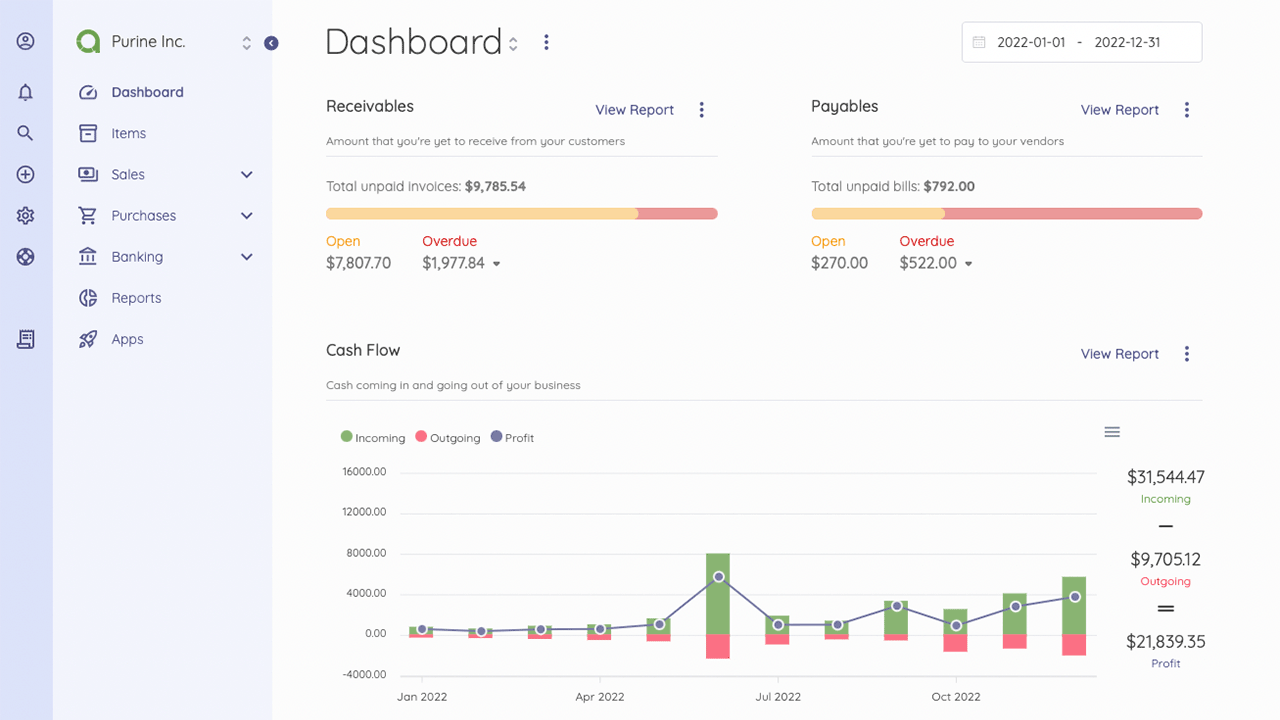 Purine Inc.
Dashboard
Items
Sales
Purchases
Banking
Reports
Apps
Dashboard
2022-01-01 - 2022-12-31
Receivables
View Report
Amount that you're yet to receive from your customers
Total unpaid invoices: $9,785.54
Open
Overdue
$7,807.70
$1,977.84
Payables
View Report
Amount that you're yet to pay to your vendors
Total unpaid bills: $792.00
Open
Overdue
$270.00
$522.00
Cash Flow
View Report
Cash coming in and going out of your business
Incoming
Outgoing
Profit
16000.00
12000.00
8000.00
4000.00
0.00
-4000.00
Jan 2022
Apr 2022
Jul 2022
Oct 2022
$31,544.47
Incoming
$9,705.12
Outgoing
$21,839.35
Profit